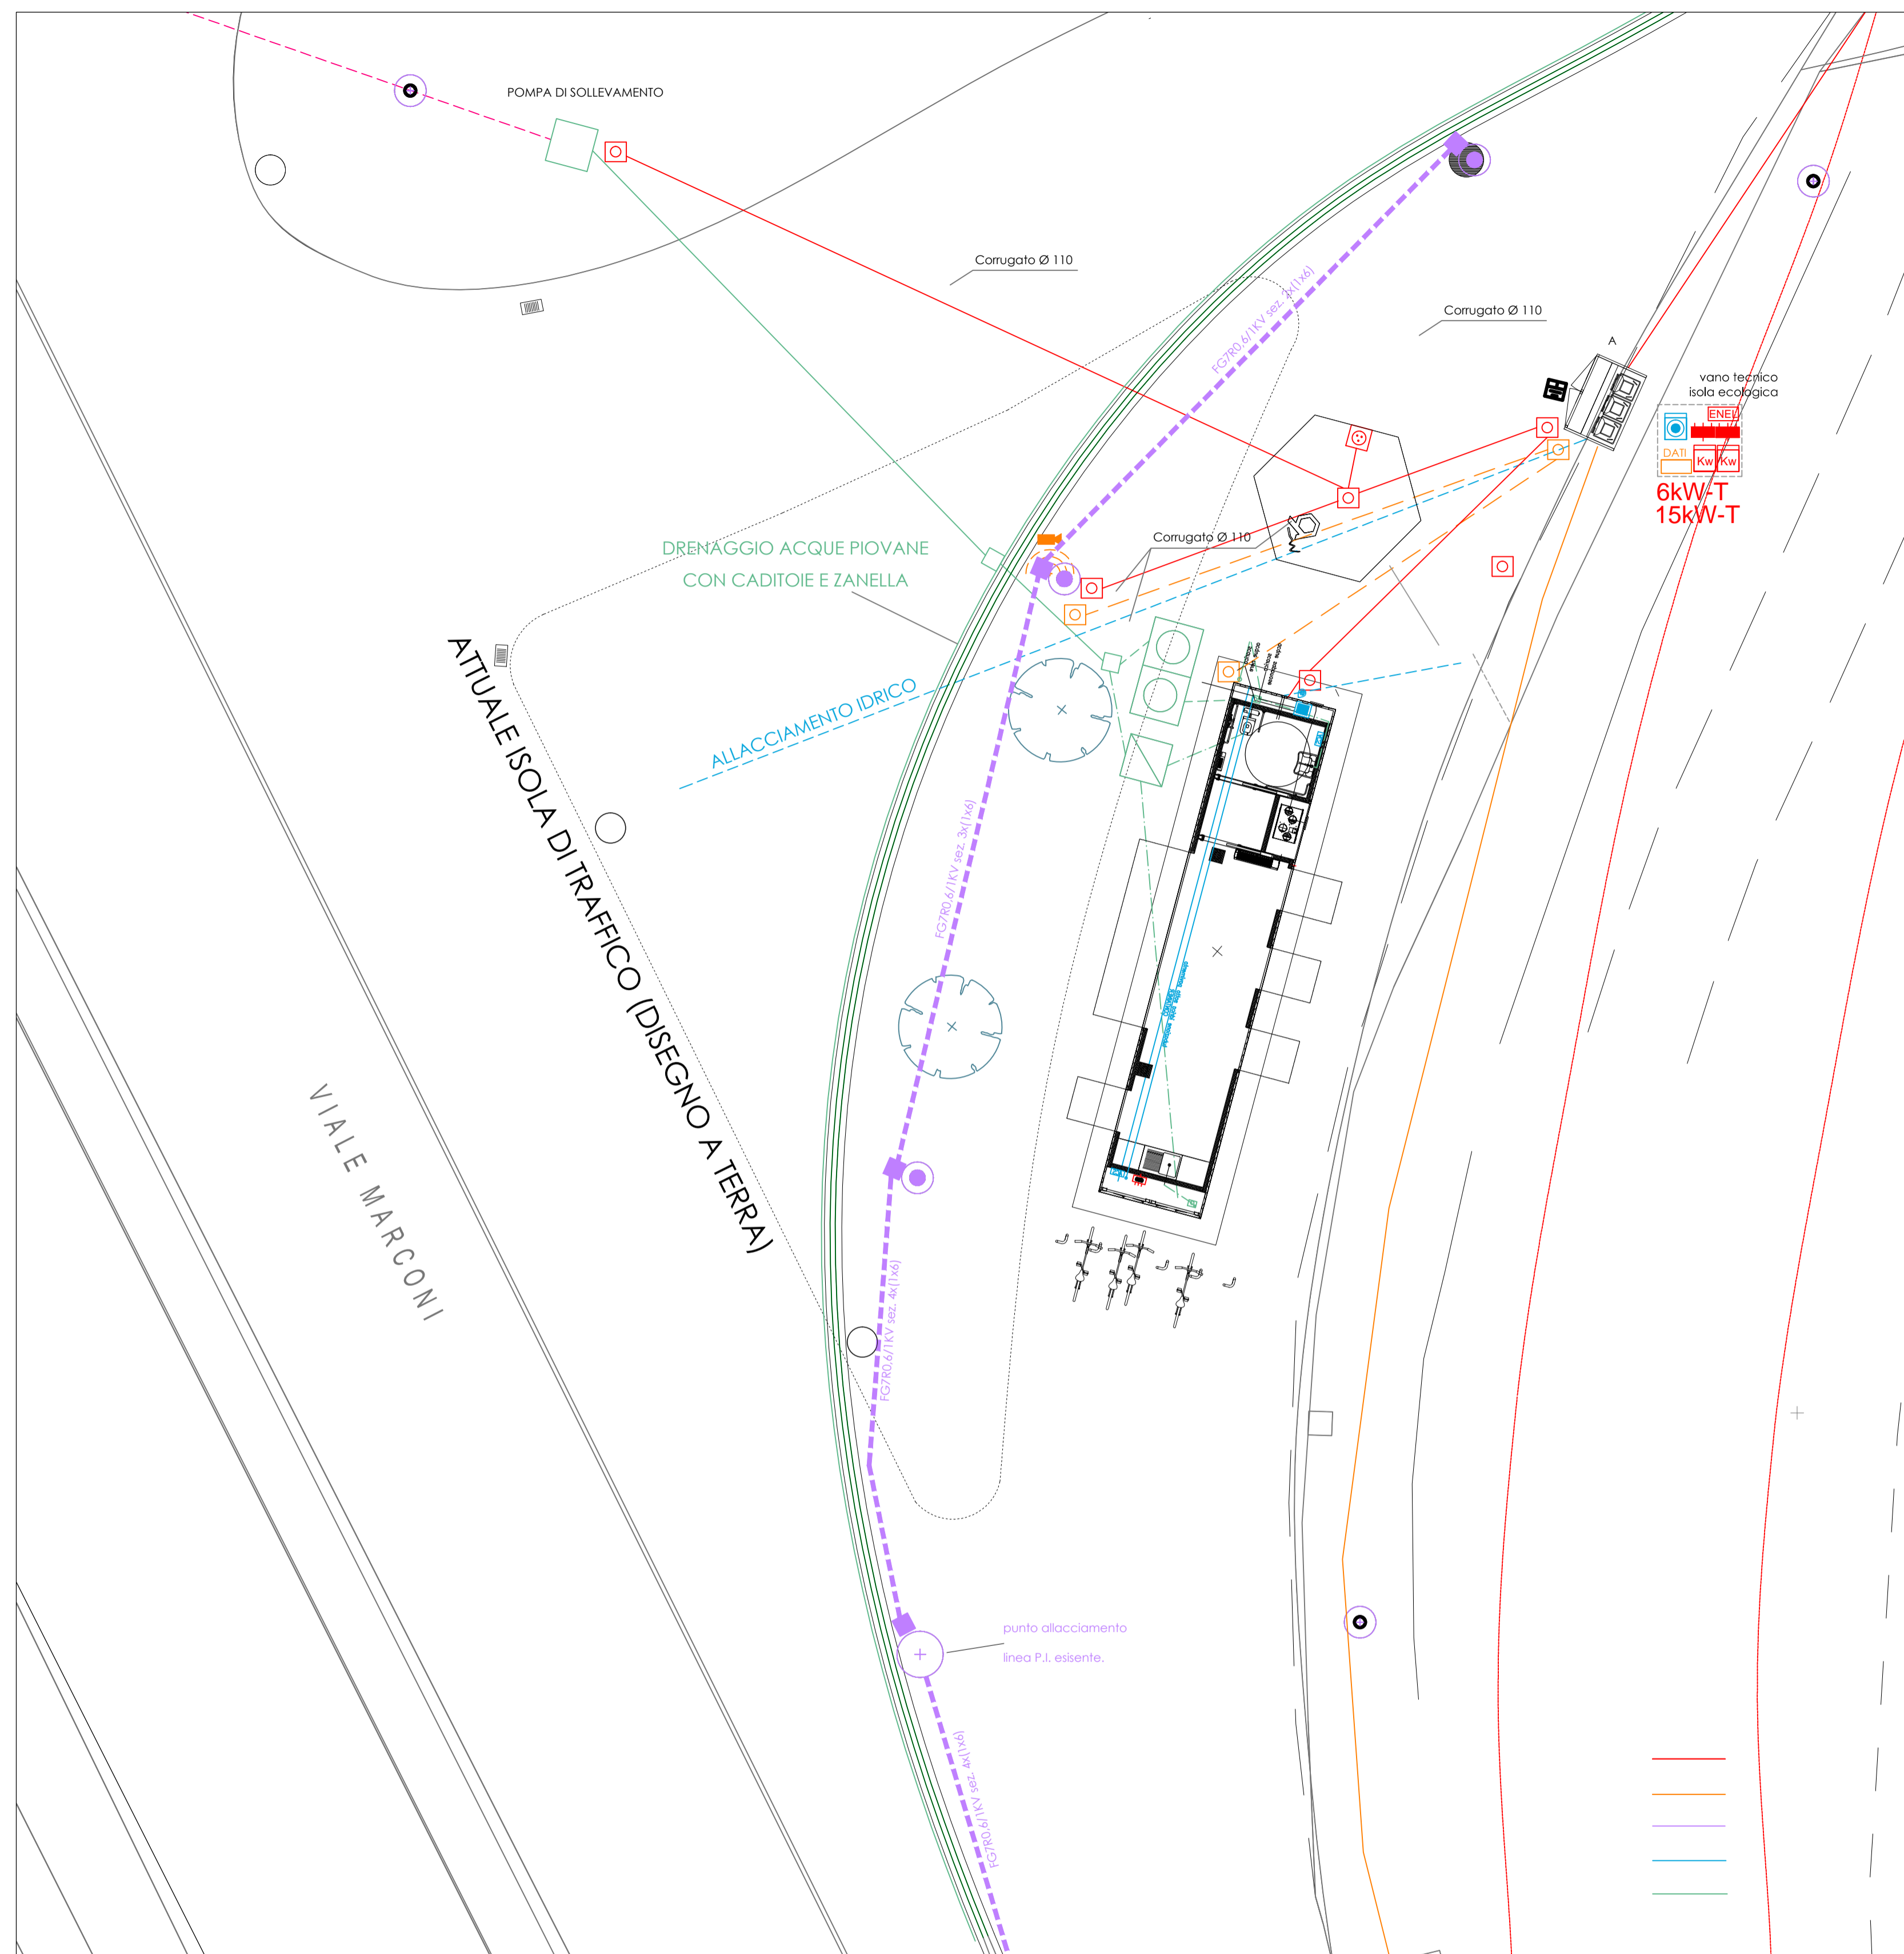 POMPA DI SOLLEVAMENTO
Corrugato Ø 110
FG7R0,6/1KV sez. 2x(1x6)
Corrugato Ø 110
A
vano tecnico
isola ecologica
ENEL
DATI
Kw
Kw
6kW-T
15kW-T
Corrugato Ø 110
DRENAGGIO ACQUE PIOVANE
CON CADITOIE E ZANELLA
ALLACCIAMENTO IDRICO
ATTUALE ISOLA DI TRAFFICO (DISEGNO A TERRA)
FG7R0,6/1KV sez. 3x(1x6)
VIALE MARCONI
FG7R0,6/1KV sez. 4x(1x6)
punto allacciamento
linea P.I. esisente.
FG7R0,6/1KV sez. 4x(1x6)